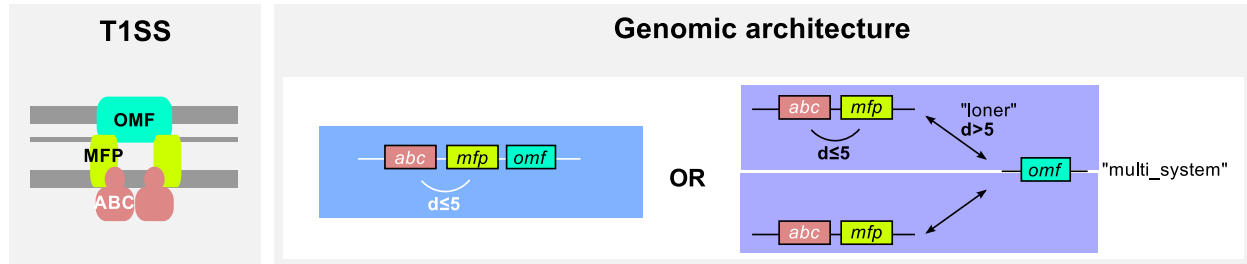 T1SS
OMF
MFP
ABC
Genomic architecture
abc mfp omf
d≤5
OR
abc mfp
d≤5
"loner"
d>5
omf
"multi_system"
abc mfp